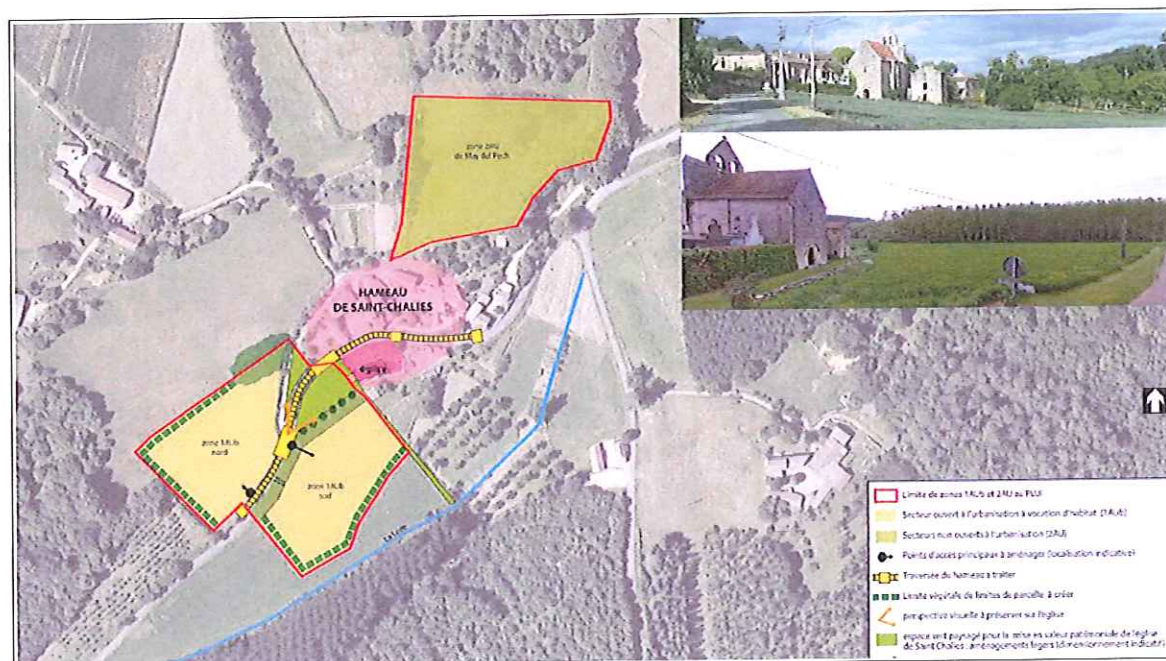 zone 2AU
de May del Pech
HAMEAU
DE SAINT-CHALIES
église
zone 1AUb
nord
zone 1AUb
sud
Limite de zones 1AUb et 2AU au PLUi
Secteur ouvert à l'urbanisation à vocation d'habitat (1AUb)
Secteurs non ouverts à l'urbanisation (2AU)
Points d'accès principaux à aménager (localisation indicative)
Traversée du hameau à traiter
Limite végétale de limites de parcelle à créer
perspective visuelle à préserver sur l'église
espace vert paysagé pour la mise en valeur patrimoniale de l'église
de Saint Chalies : aménagements légers (dimensionnement indicatif)